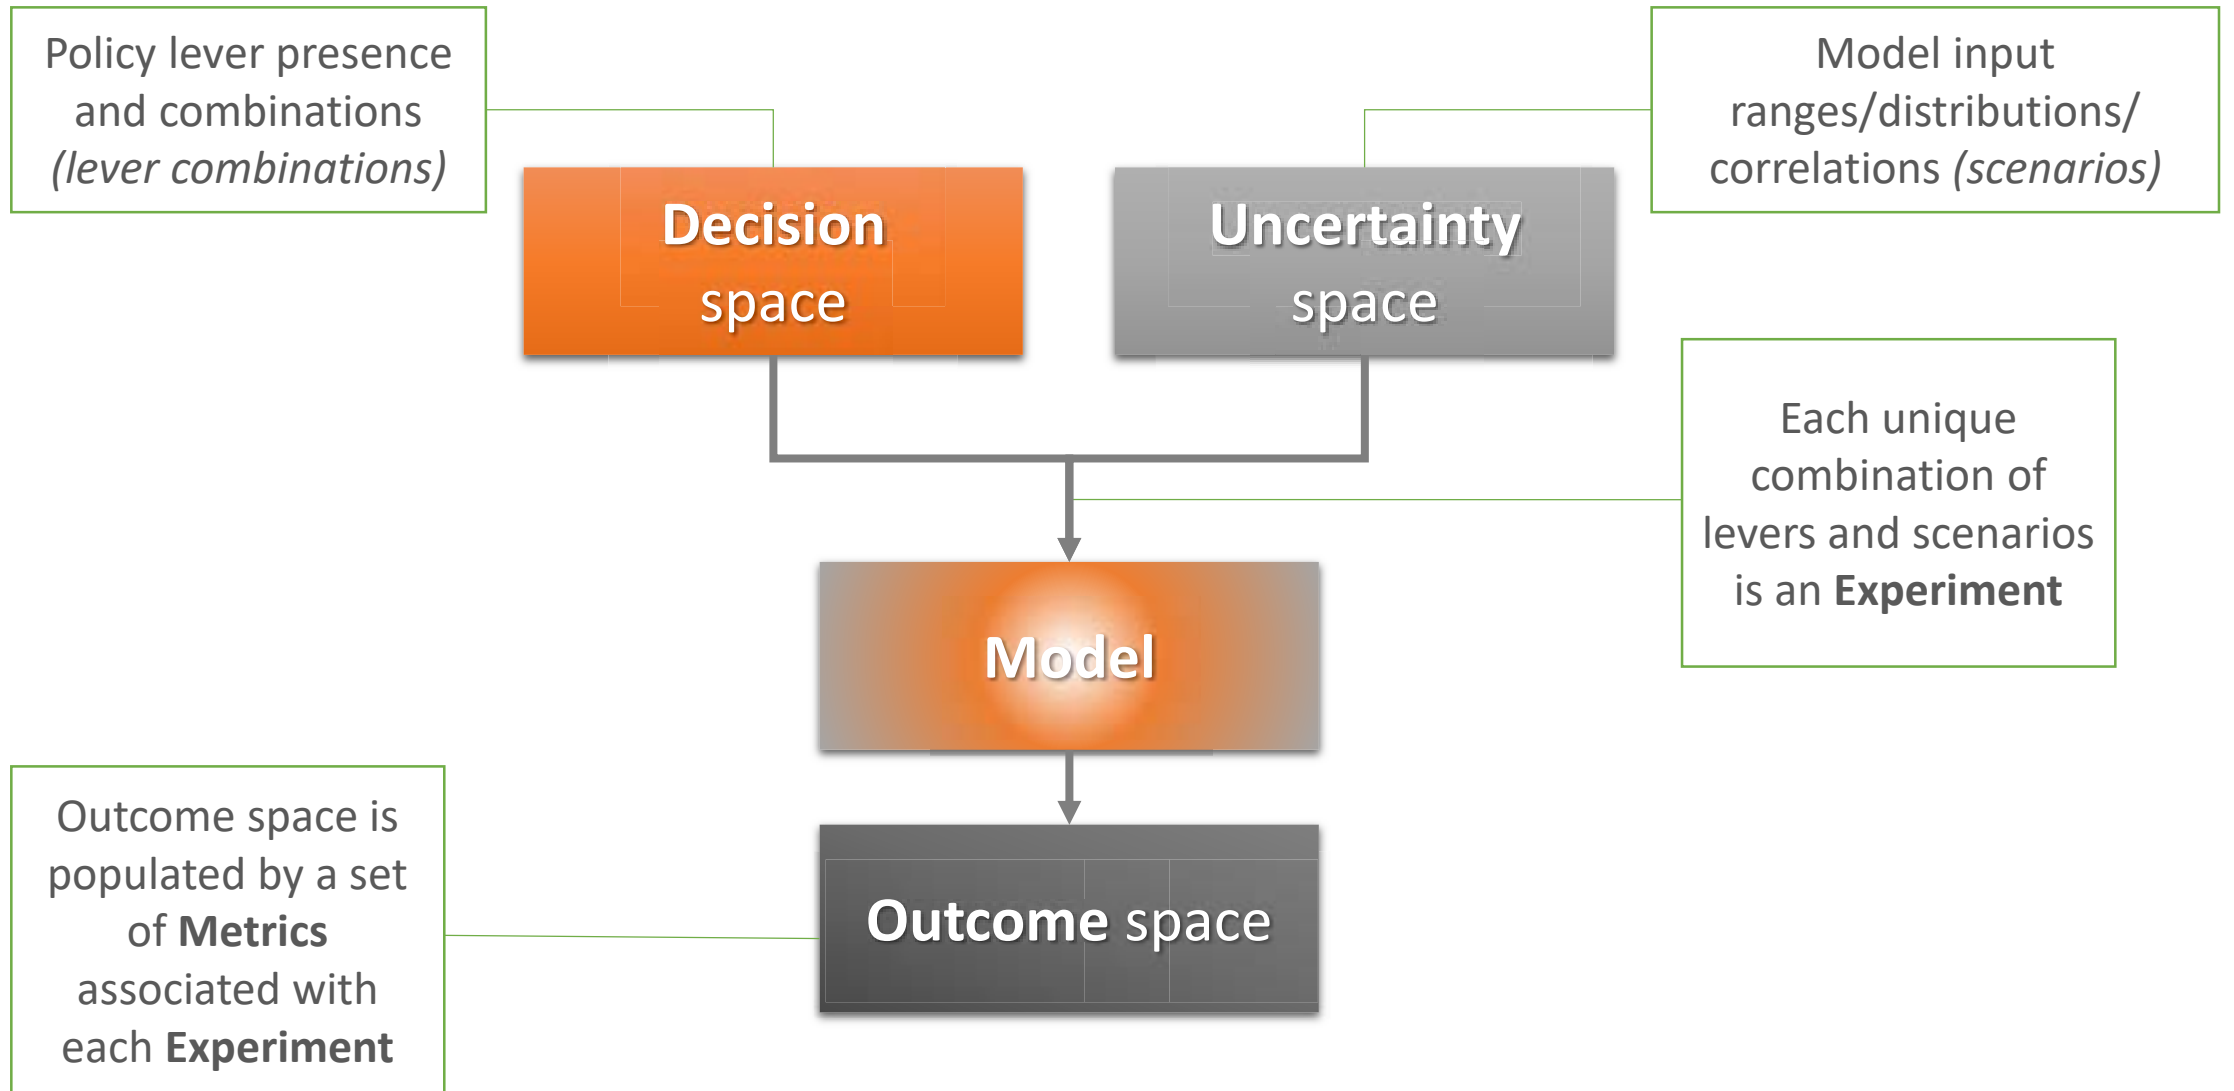 Policy lever presence
and combinations
(lever combinations)
Model input
ranges/distributions/
correlations (scenarios)
Decision
space
Uncertainty
space
Each unique
combination of
levers and scenarios
is an Experiment
Model
Outcome space is
populated by a set
of Metrics
associated with
each Experiment
Outcome space